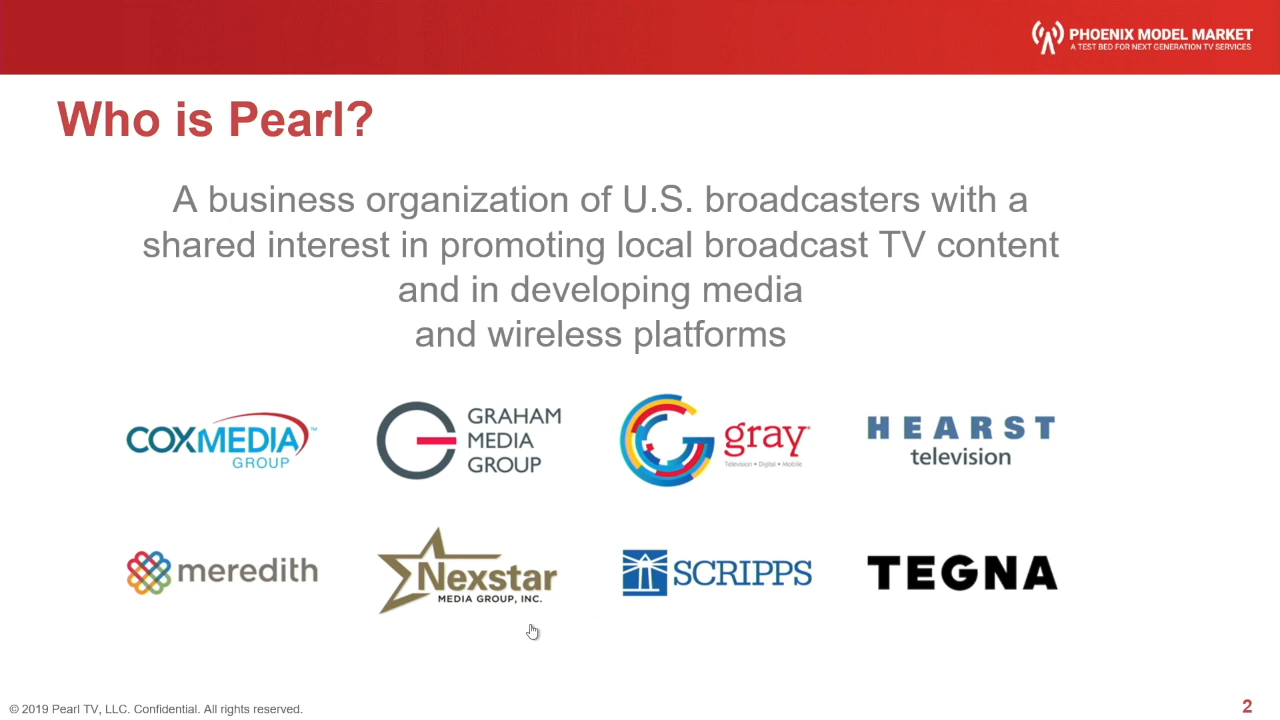 PHOENIX MODEL MARKET
A TEST BED FOR NEXT GENERATION TV SERVICES
Who is Pearl?
A business organization of U.S. broadcasters with a
shared interest in promoting local broadcast TV content
and in developing media
and wireless platforms
COXMEDIA™
GROUP
GRAHAM
MEDIA
GROUP
gray
Television • Digital • Mobile
HEARST
television
meredith
Nexstar
MEDIA GROUP, INC.
SCRIPPS
TEGNA
© 2019 Pearl TV, LLC. Confidential. All rights reserved.
2